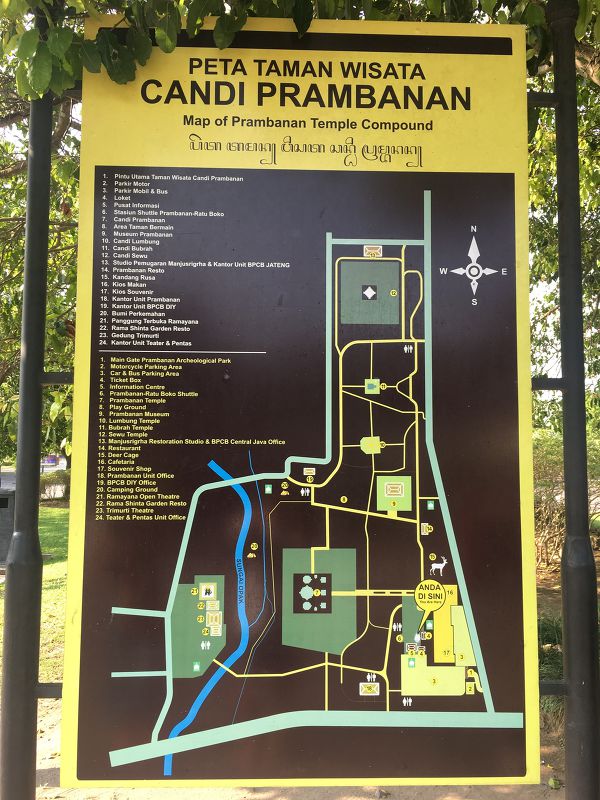 PETA TAMAN WISATA
CANDI PRAMBANAN
Map of Prambanan Temple Compound
1. Pintu Utama Taman Wisata Candi Prambanan
2. Parkir Motor
3. Parkir Mobil & Bus
4. Loket
5. Pusat Informasi
6. Stasiun Shuttle Prambanan-Ratu Boko
7. Candi Prambanan
8. Area Taman Bermain
9. Museum Prambanan
10. Candi Lumbung
11. Candi Bubrah
12. Candi Sewu
13. Studio Pemugaran Manjusrigrha & Kantor Unit BPCB JATENG
14. Prambanan Resto
15. Kandang Rusa
16. Kios Makan
17. Kios Souvenir
18. Kantor Unit Prambanan
19. Kantor Unit BPCB DIY
20. Bumi Perkemahan
21. Panggung Terbuka Ramayana
22. Rama Shinta Garden Resto
23. Gedung Trimurti
24. Kantor Unit Teater & Pentas
1. Main Gate Prambanan Archeological Park
2. Motorcycle Parking Area
3. Car & Bus Parking Area
4. Ticket Box
5. Information Centre
6. Prambanan-Ratu Boko Shuttle
7. Prambanan Temple
8. Play Ground
9. Prambanan Museum
10. Lumbung Temple
11. Bubrah Temple
12. Sewu Temple
13. Manjusrigrha Restoration Studio & BPCB Central Java Office
14. Restaurant
15. Deer Cage
16. Cafetaria
17. Souvenir Shop
18. Prambanan Unit Office
19. BPCB DIY Office
20. Camping Ground
21. Ramayana Open Theatre
22. Rama Shinta Garden Resto
23. Trimurti Theatre
24. Teater & Pentas Unit Office
N
W
E
S
13
12
11
10
19
20
8
9
14
20
SUNGAI OPAK
15
ANDA
DI SINI
You Are Here
21
22
23
24
7
16
6
4
5
4
17
3
3
1
2
18